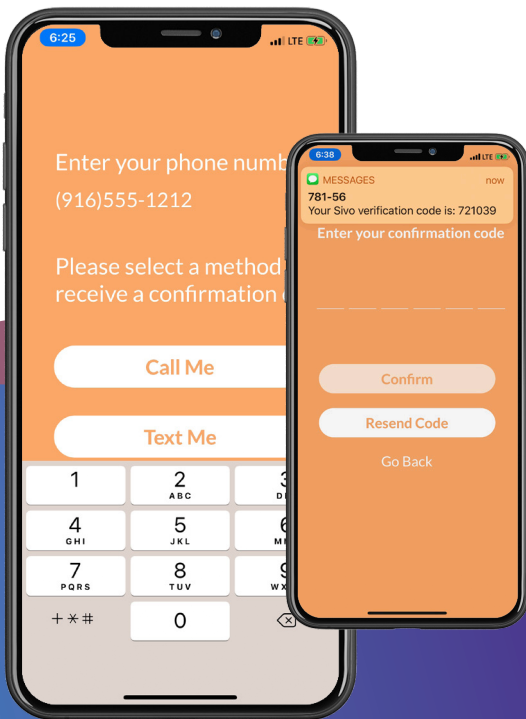 6:25
LTE
Enter your phone
(916)555-1212
Please select a method
receive a confirmation
Call Me
Text Me
1
2
ABC
4
GHI
5
JKL
7
PQRS
8
TUV
+*#
0
6:38
LTE
MESSAGES
now
781-56
Your Sivo verification code is: 721039
Enter your confirmation code
Confirm
Resend Code
Go Back